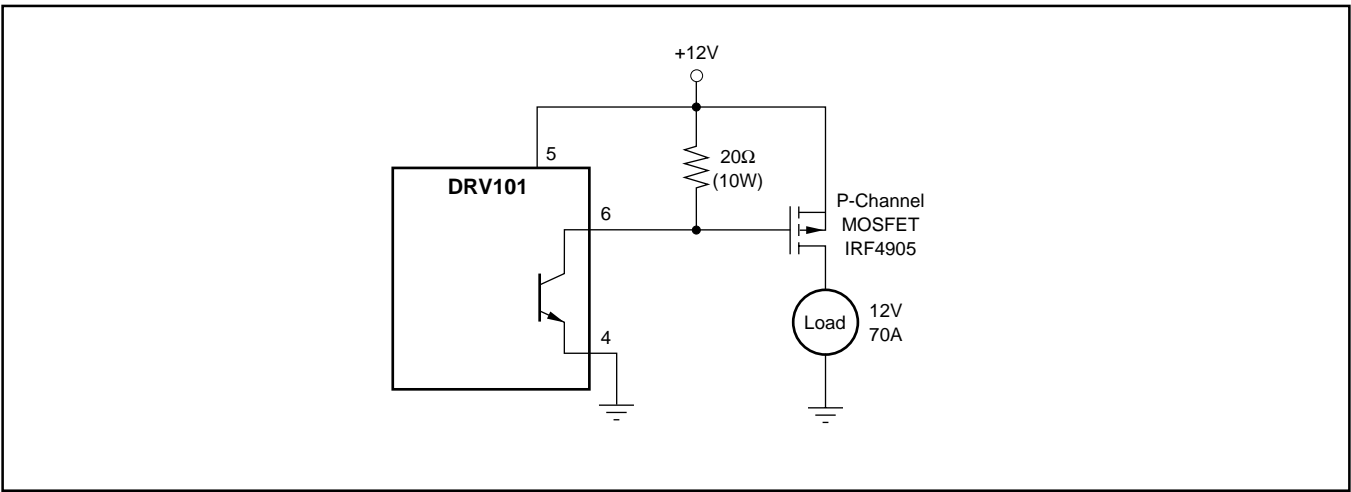 +12V
5
20Ω
(10W)
DRV101
6
P-Channel
MOSFET
IRF4905
Load
12V
70A
4